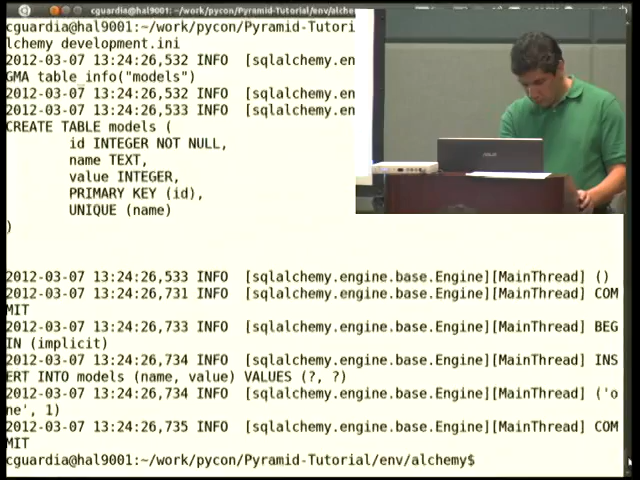 cguardia@hal9001: ~/work/pycon/Pyramid-Tutorial/env/alche
cguardia@hal9001:~/work/pycon/Pyramid-Tutori
lchemy development.ini
2012-03-07 13:24:26,532 INFO  [sqlalchemy.en
GMA table_info("models")
2012-03-07 13:24:26,532 INFO  [sqlalchemy.en
2012-03-07 13:24:26,533 INFO  [sqlalchemy.en
CREATE TABLE models (
        id INTEGER NOT NULL,
        name TEXT,
        value INTEGER,
        PRIMARY KEY (id),
        UNIQUE (name)
)
ASUS
2012-03-07 13:24:26,533 INFO  [sqlalchemy.engine.base.Engine][MainThread] ()
2012-03-07 13:24:26,731 INFO  [sqlalchemy.engine.base.Engine][MainThread] COM
MIT
2012-03-07 13:24:26,733 INFO  [sqlalchemy.engine.base.Engine][MainThread] BEG
IN (implicit)
2012-03-07 13:24:26,734 INFO  [sqlalchemy.engine.base.Engine][MainThread] INS
ERT INTO models (name, value) VALUES (?, ?)
2012-03-07 13:24:26,734 INFO  [sqlalchemy.engine.base.Engine][MainThread] ('o
ne', 1)
2012-03-07 13:24:26,735 INFO  [sqlalchemy.engine.base.Engine][MainThread] COM
MIT
cguardia@hal9001:~/work/pycon/Pyramid-Tutorial/env/alchemy$